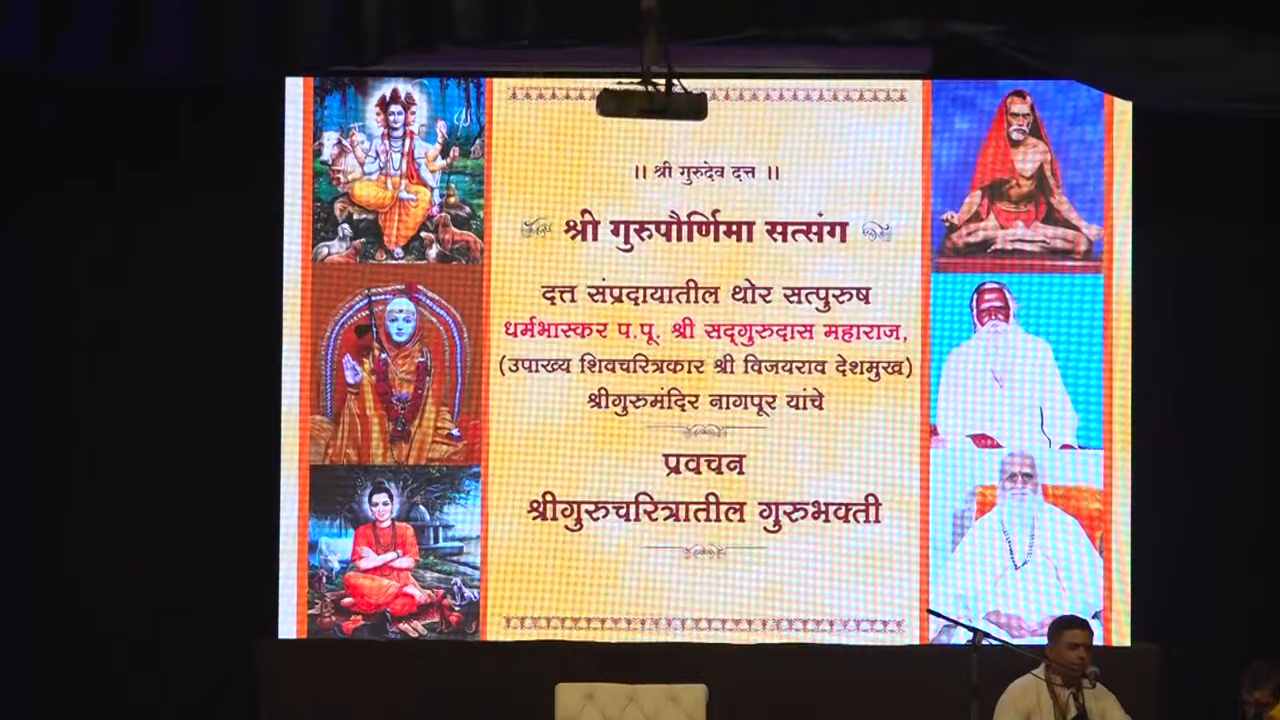 ।। श्री गुरुदेव दत्त ।।
श्री गुरुपौर्णिमा सत्संग
दत्त संप्रदायातील थोर सत्पुरुष
धर्मभास्कर प.पू. श्री सद्‌गुरुदास महाराज,
(उपाख्य शिवचरित्रकार श्री विजयराव देशमुख)
श्रीगुरुमंदिर नागपूर यांचे
प्रवचन
श्रीगुरुचरित्रातील गुरुभक्ती